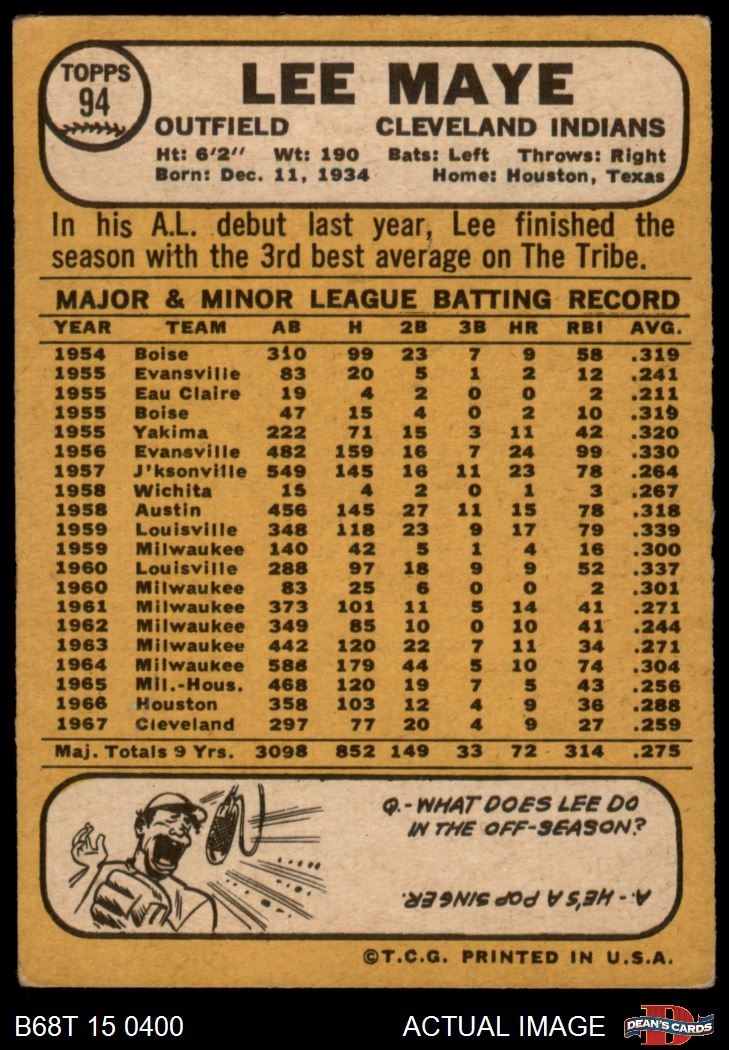 TOPPS
94
LEE MAYE
OUTFIELD CLEVELAND INDIANS
Ht: 6'2" Wt: 190 Bats: Left Throws: Right
Born: Dec. 11, 1934 Home: Houston, Texas
In his A.L. debut last year, Lee finished the
season with the 3rd best average on The Tribe.
MAJOR & MINOR LEAGUE BATTING RECORD
YEAR TEAM AB H 2B 3B HR RBI AVG.
1954 Boise 310 99 23 7 9 58 .319
1955 Evansville 83 20 5 1 2 12 .241
1955 Eau Claire 19 4 2 0 0 2 .211
1955 Boise 47 15 4 0 2 10 .319
1955 Yakima 222 71 15 3 11 42 .320
1956 Evansville 482 159 16 7 24 99 .330
1957 J'ksonville 549 145 16 11 23 78 .264
1958 Wichita 15 4 2 0 1 3 .267
1958 Austin 456 145 27 11 15 78 .318
1959 Louisville 348 118 23 9 17 79 .339
1959 Milwaukee 140 42 5 1 4 16 .300
1960 Louisville 288 97 18 9 9 52 .337
1960 Milwaukee 83 25 6 0 0 2 .301
1961 Milwaukee 373 101 11 5 14 41 .271
1962 Milwaukee 349 85 10 0 10 41 .244
1963 Milwaukee 442 120 22 7 11 34 .271
1964 Milwaukee 588 179 44 5 10 74 .304
1965 Mil.-Hous. 468 120 19 7 5 43 .256
1966 Houston 358 103 12 4 9 36 .288
1967 Cleveland 297 77 20 4 9 27 .259
Maj. Totals 9 Yrs. 3098 852 149 33 72 314 .275
Q.-WHAT DOES LEE DO
IN THE OFF-SEASON?
A.-HE'S A POP SINGER.
©T.C.G. PRINTED IN U.S.A.
B68T 15 0400 ACTUAL IMAGE
DEAN'S CARDS